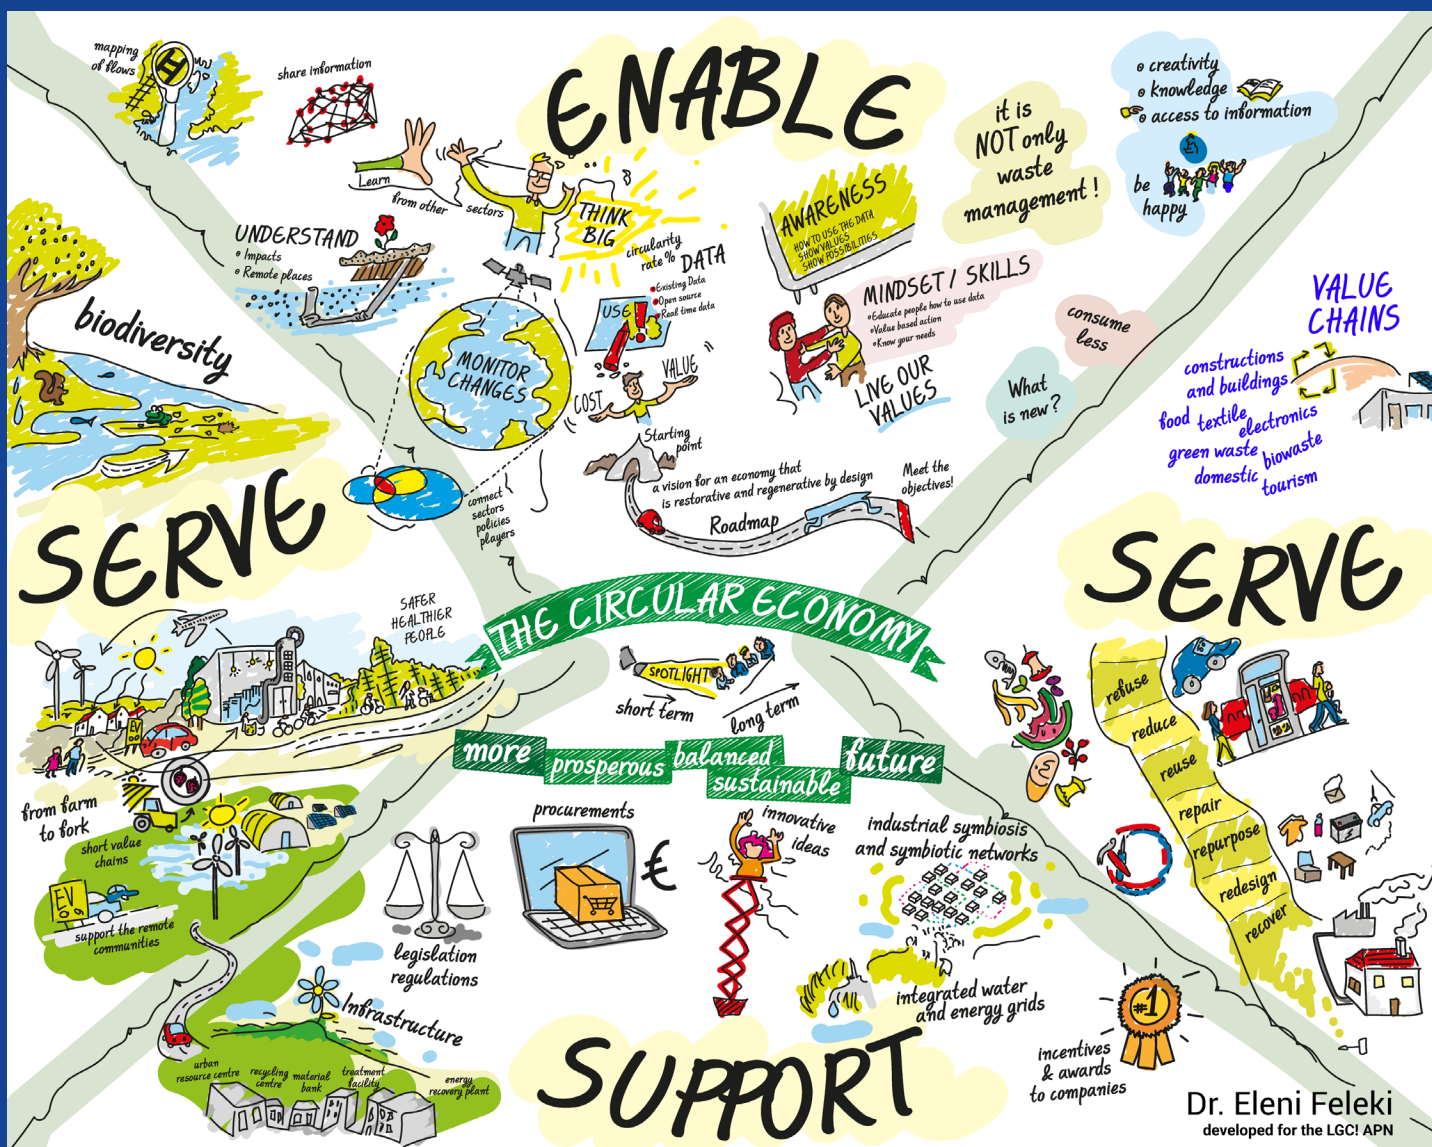 ENABLE
mapping
of flows
share information
Learn
from other
sectors
THINK
BIG
UNDERSTAND
Impacts
Remote places
MONITOR
CHANGES
circularity
rate %
DATA
Existing Data
Open source
Real time data
USE
!
COST
VALUE
AWARENESS
HOW TO USE THE DATA
SHOW VALUES
SHOW POSSIBILITIES
MINDSET / SKILLS
Educate people how to use data
Value based action
Know your needs
LIVE OUR
VALUES
it is
NOT only
waste
management !
creativity
knowledge
access to information
be
happy
consume
less
What
is new?
Starting
point
a vision for an economy that
is restorative and regenerative by design
Roadmap
Meet the
objectives!
connect
sectors
policies
players
biodiversity
SERVE
SAFER
HEALTHIER
PEOPLE
EV
from farm
to fork
short value
chains
EV
support the remote
communities
VALUE
CHAINS
constructions
and buildings
food textile
electronics
green waste
biowaste
domestic
tourism
SERVE
refuse
reduce
reuse
repair
repurpose
redesign
recover
THE CIRCULAR ECONOMY
SPOTLIGHT
short term
long term
more
prosperous
balanced
sustainable
future
legislation
regulations
procurements
€
innovative
ideas
industrial symbiosis
and symbiotic networks
integrated water
and energy grids
Infrastructure
urban
resource centre
recycling
centre
material
bank
treatment
facility
energy
recovery plant
SUPPORT
#1
incentives
& awards
to companies
Dr. Eleni Feleki
developed for the LGC! APN